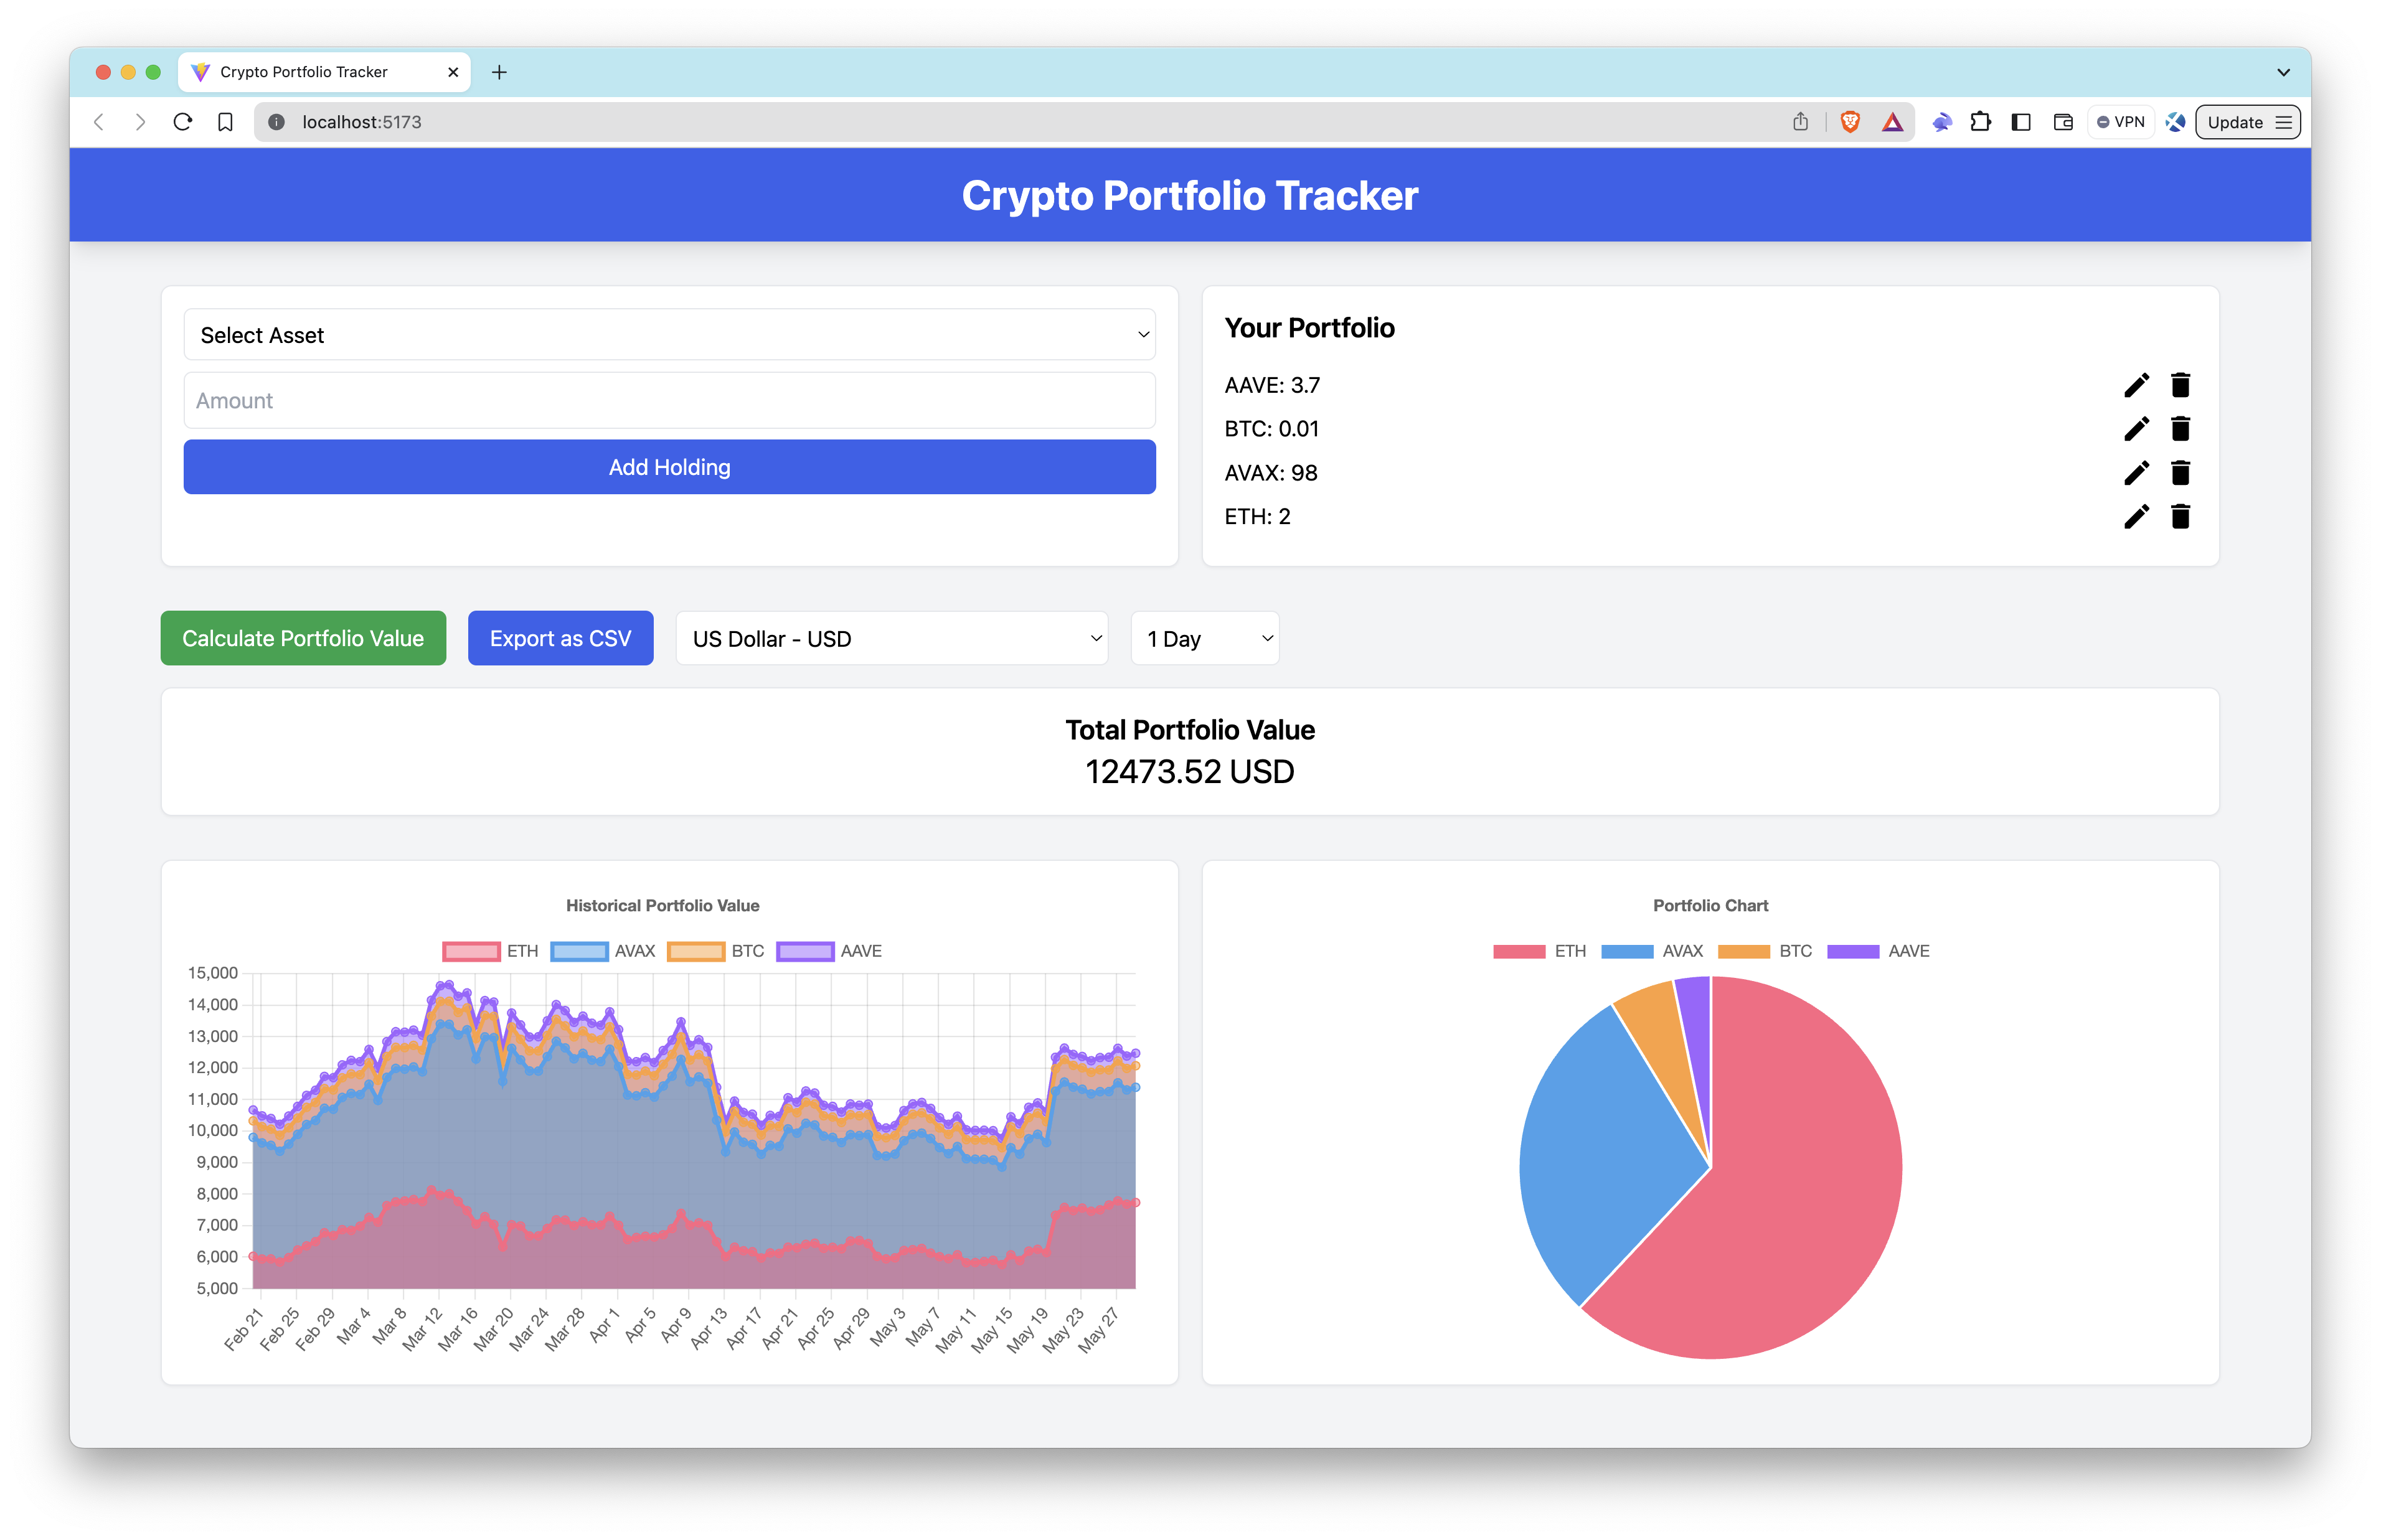 Crypto Portfolio Tracker
localhost:5173
VPN
Update
Crypto Portfolio Tracker
Select Asset
Amount
Add Holding
Your Portfolio
AAVE: 3.7
BTC: 0.01
AVAX: 98
ETH: 2
Calculate Portfolio Value
Export as CSV
US Dollar - USD
1 Day
Total Portfolio Value
12473.52 USD
Historical Portfolio Value
ETH AVAX BTC AAVE
15,000
14,000
13,000
12,000
11,000
10,000
9,000
8,000
7,000
6,000
5,000
Feb 21 Feb 25 Feb 29 Mar 4 Mar 8 Mar 12 Mar 16 Mar 20 Mar 24 Mar 28 Apr 1 Apr 5 Apr 9 Apr 13 Apr 17 Apr 21 Apr 25 Apr 29 May 3 May 7 May 11 May 15 May 19 May 23 May 27
Portfolio Chart
ETH AVAX BTC AAVE